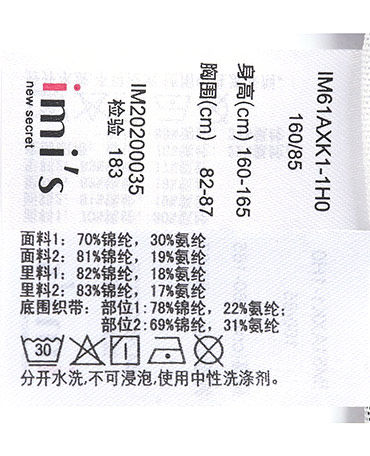 imi's
new secret
IM20200035
检验 183
IM61AXK1-1H0
160/85
身高(cm) 160-165
胸围(cm) 82-87
面料1: 70%锦纶, 30%氨纶
面料2: 81%锦纶, 19%氨纶
里料1: 82%锦纶, 18%氨纶
里料2: 83%锦纶, 17%氨纶
底围织带: 部位1: 78%锦纶, 22%氨纶;
部位2: 69%锦纶, 31%氨纶
30
分开水洗,不可浸泡,使用中性洗涤剂。